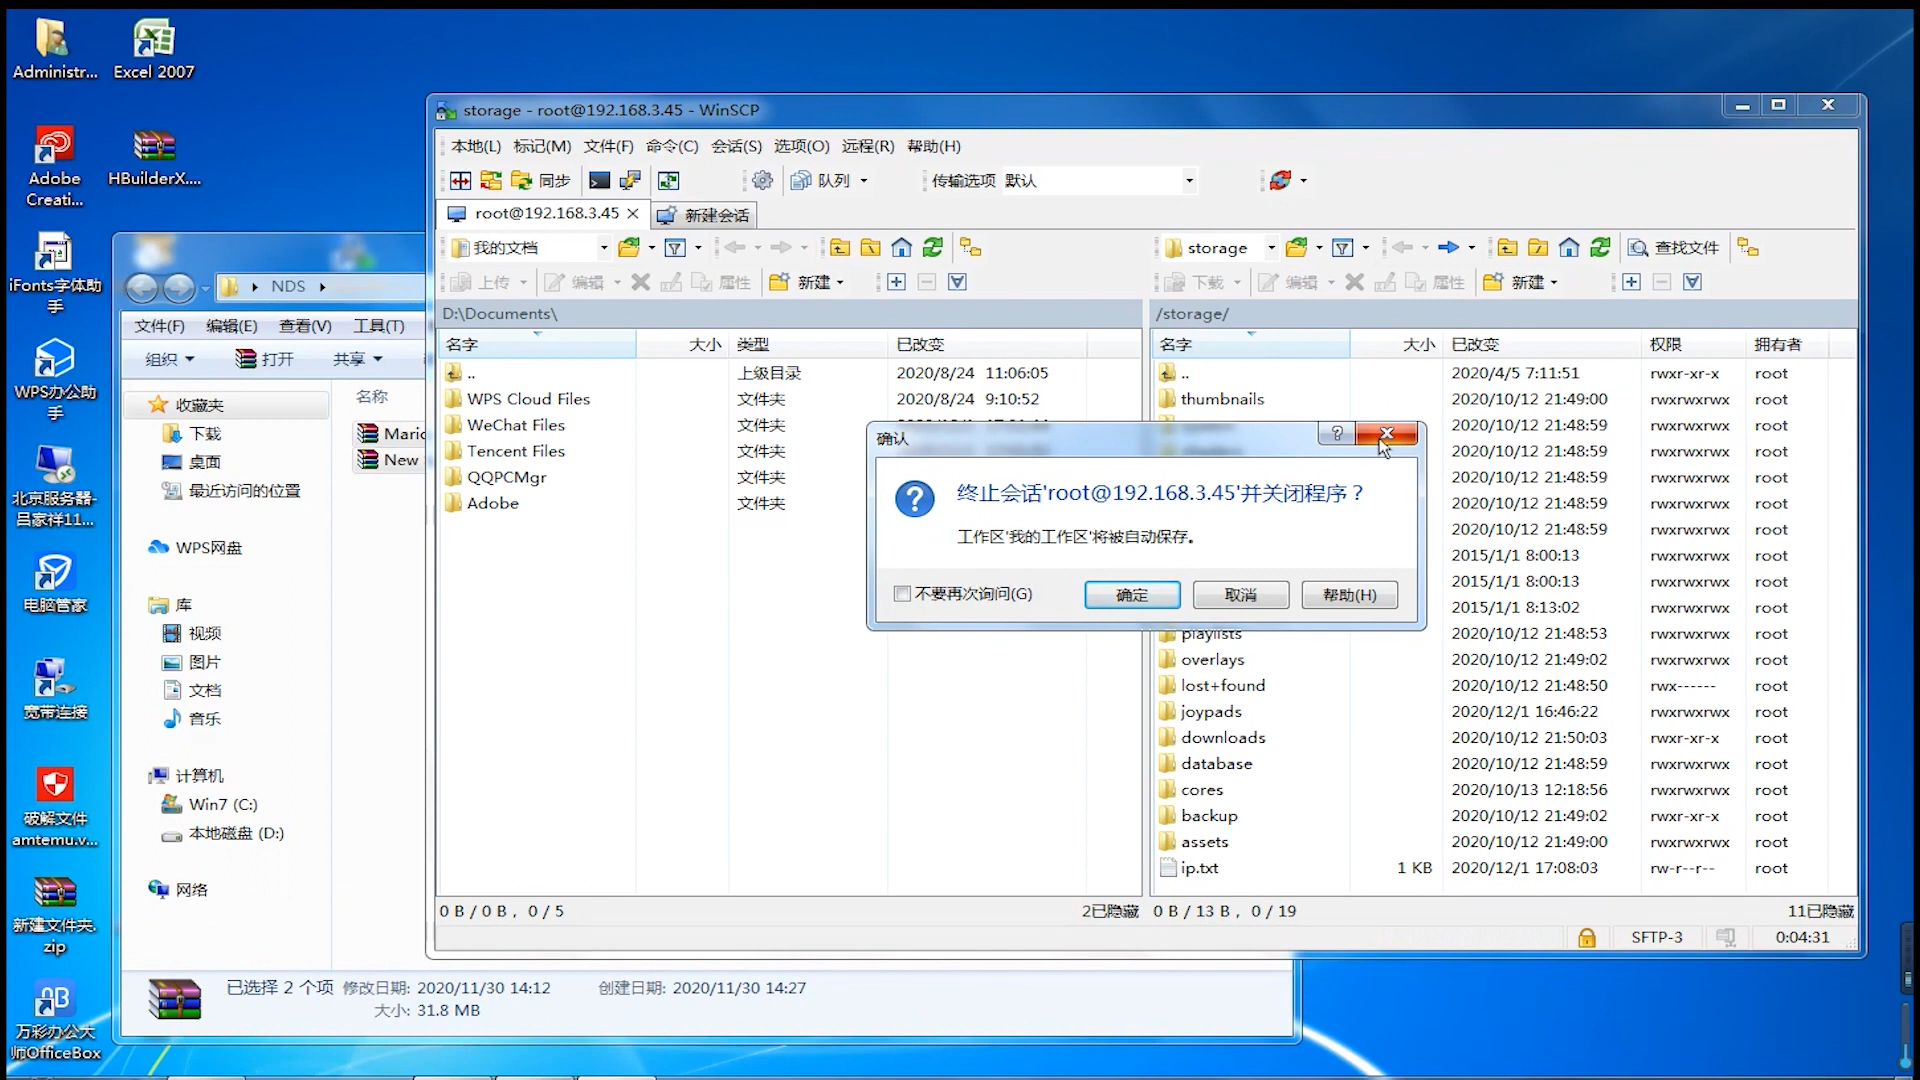 Administr...
Excel 2007
Adobe
Creati...
HBuilderX....
iFonts字体助
手
WPS办公助
手
北京服务器-
吕家祥11...
电脑管家
宽带连接
破解文件
amtemu.v...
新建文件夹.
zip
万彩办公大
师OfficeBox
NDS
文件(F) 编辑(E) 查看(V) 工具(T)
组织 打开 共享
收藏夹
下载
桌面
最近访问的位置
WPS网盘
库
视频
图片
文档
音乐
计算机
Win7 (C:)
本地磁盘 (D:)
网络
名称
Maric
New
已选择 2 个项 修改日期: 2020/11/30 14:12 创建日期: 2020/11/30 14:27
大小: 31.8 MB
storage - root@192.168.3.45 - WinSCP
本地(L) 标记(M) 文件(F) 命令(C) 会话(S) 选项(O) 远程(R) 帮助(H)
同步 队列 传输选项 默认
root@192.168.3.45 新建会话
我的文档
上传 编辑 属性 新建
D:\Documents\
名字 大小 类型 已改变
.. 上级目录 2020/8/24 11:06:05
WPS Cloud Files 文件夹 2020/8/24 9:10:52
WeChat Files 文件夹
Tencent Files 文件夹
QQPCMgr 文件夹
Adobe 文件夹
0 B / 0 B, 0 / 5 2已隐藏
storage 查找文件
下载 编辑 属性 新建
/storage/
名字 大小 已改变 权限 拥有者
.. 2020/4/5 7:11:51 rwxr-xr-x root
thumbnails 2020/10/12 21:49:00 rwxrwxrwx root
2020/10/12 21:48:59 rwxrwxrwx root
2020/10/12 21:48:59 rwxrwxrwx root
2020/10/12 21:48:59 rwxrwxrwx root
2020/10/12 21:48:59 rwxrwxrwx root
2020/10/12 21:48:59 rwxrwxrwx root
2015/1/1 8:00:13 rwxrwxrwx root
2015/1/1 8:00:13 rwxrwxrwx root
2015/1/1 8:13:02 rwxrwxrwx root
playlists 2020/10/12 21:48:53 rwxrwxrwx root
overlays 2020/10/12 21:49:02 rwxrwxrwx root
lost+found 2020/10/12 21:48:50 rwx------ root
joypads 2020/12/1 16:46:22 rwxrwxrwx root
downloads 2020/10/12 21:50:03 rwxr-xr-x root
database 2020/10/12 21:48:59 rwxrwxrwx root
cores 2020/10/13 12:18:56 rwxrwxrwx root
backup 2020/10/12 21:49:02 rwxr-xr-x root
assets 2020/10/12 21:49:00 rwxrwxrwx root
ip.txt 1 KB 2020/12/1 17:08:03 rw-r--r-- root
0 B / 13 B, 0 / 19 11已隐藏
SFTP-3 0:04:31
确认
终止会话'root@192.168.3.45'并关闭程序？
工作区'我的工作区'将被自动保存。
不要再次询问(G) 确定 取消 帮助(H)